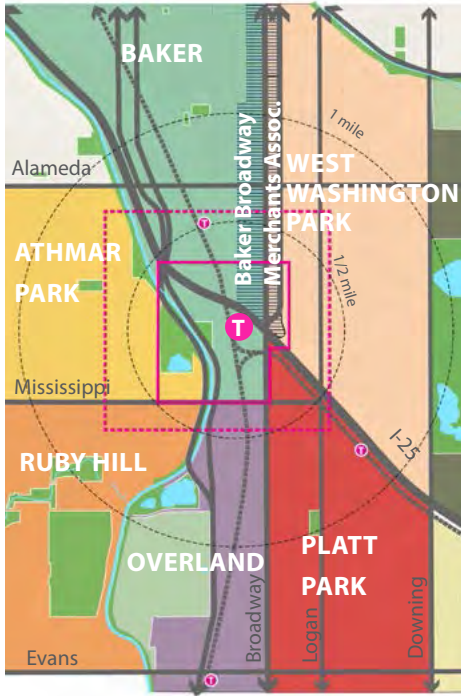 BAKER
1 mile
Baker Broadway
Merchants Assoc.
WEST
WASHINGTON
PARK
Alameda
T
ATHMAR
PARK
1/2 mile
T
Mississippi
I-25
T
RUBY HILL
OVERLAND
PLATT
PARK
Broadway
Logan
Downing
Evans
T